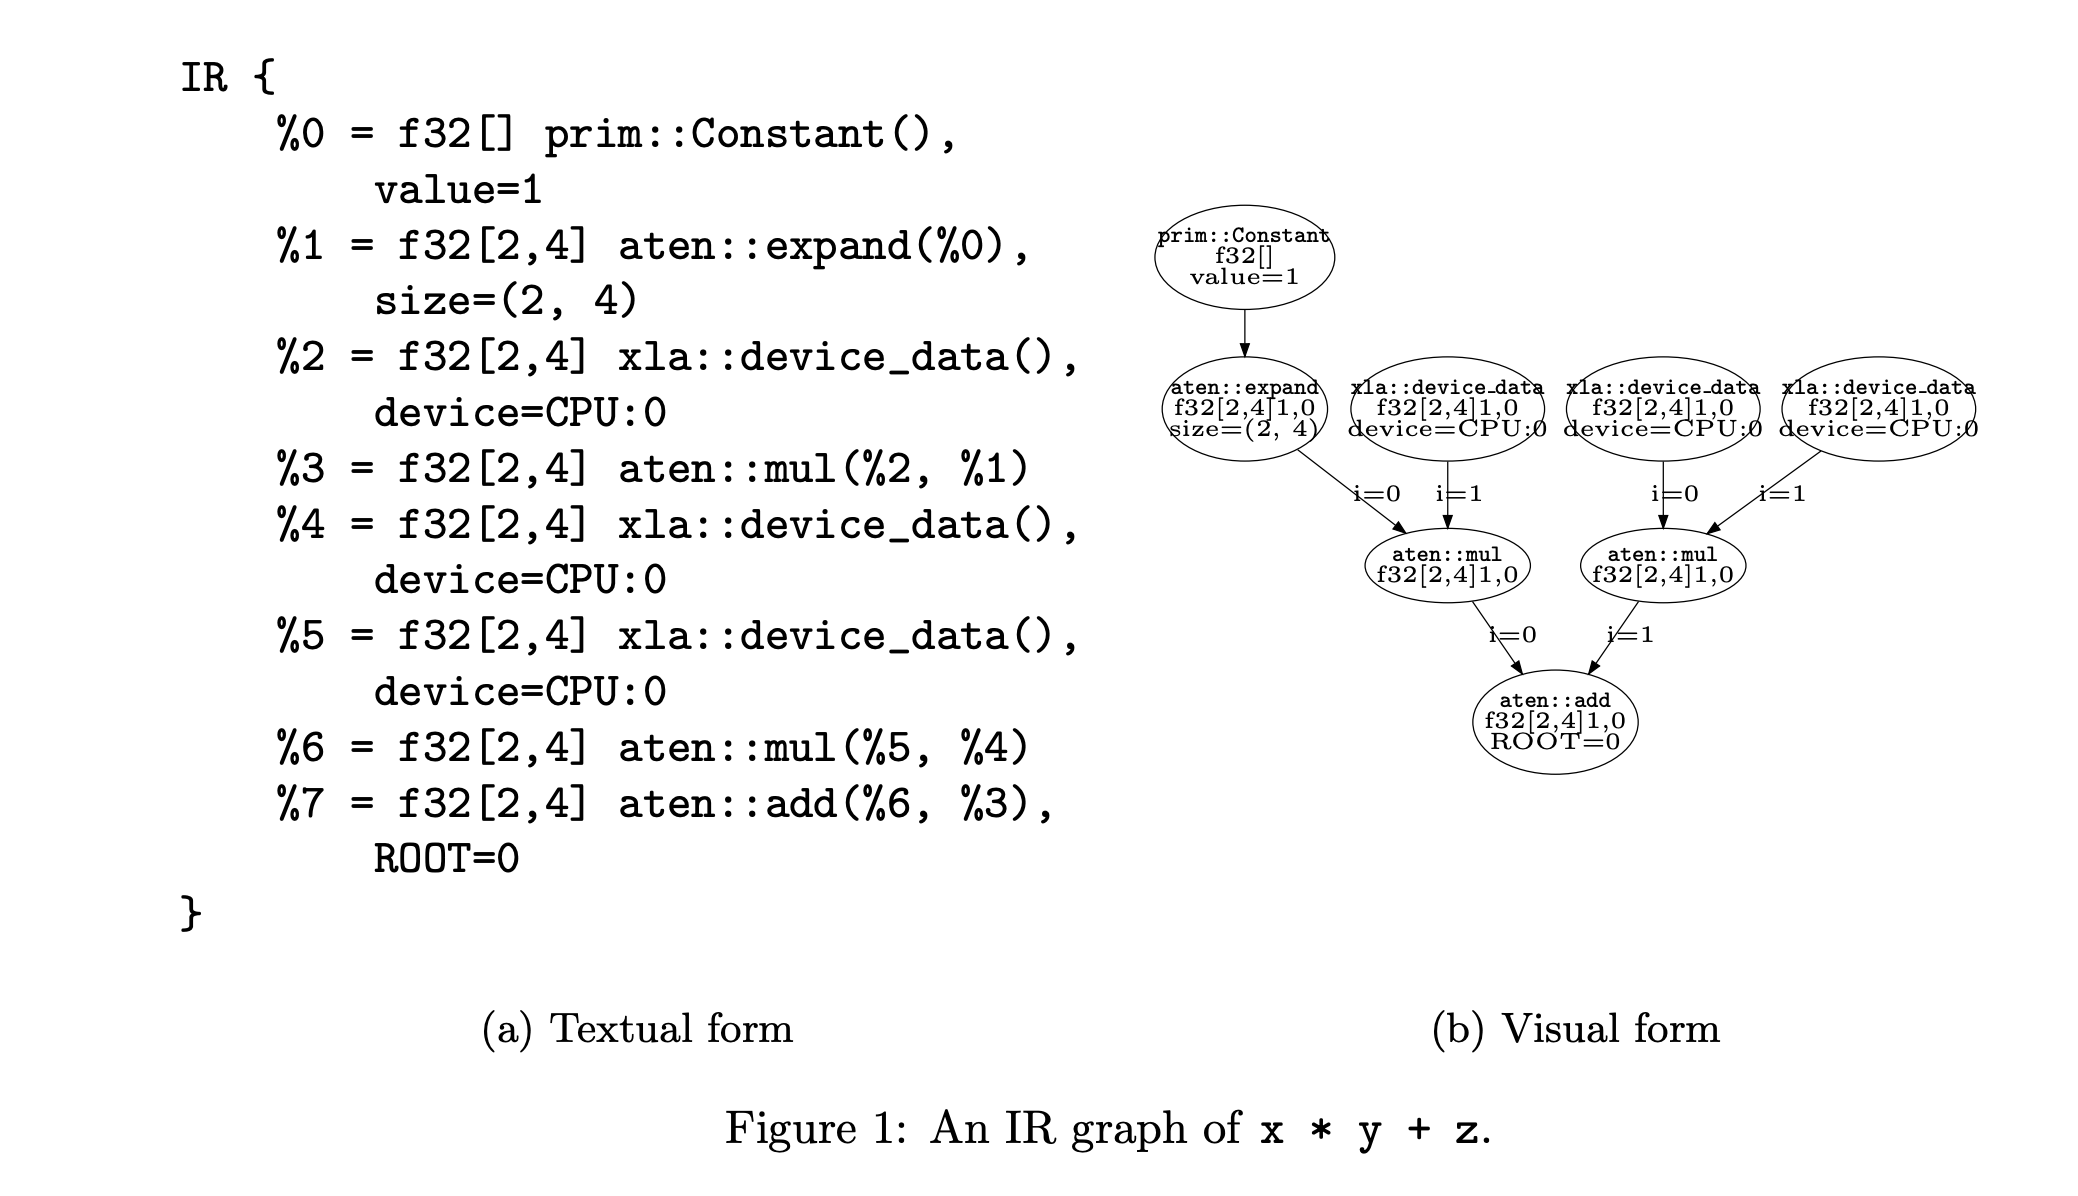 IR {
%0 = f32[] prim::Constant(),
value=1
%1 = f32[2,4] aten::expand(%0),
size=(2, 4)
%2 = f32[2,4] xla::device_data(),
device=CPU:0
%3 = f32[2,4] aten::mul(%2, %1)
%4 = f32[2,4] xla::device_data(),
device=CPU:0
%5 = f32[2,4] xla::device_data(),
device=CPU:0
%6 = f32[2,4] aten::mul(%5, %4)
%7 = f32[2,4] aten::add(%6, %3),
ROOT=0
}
(a) Textual form
prim::Constant
f32[]
value=1
aten::expand
f32[2,4]1,0
size=(2, 4)
xla::device_data
f32[2,4]1,0
device=CPU:0
xla::device_data
f32[2,4]1,0
device=CPU:0
xla::device_data
f32[2,4]1,0
device=CPU:0
i=0
i=1
i=0
i=1
aten::mul
f32[2,4]1,0
aten::mul
f32[2,4]1,0
i=0
i=1
aten::add
f32[2,4]1,0
ROOT=0
(b) Visual form
Figure 1: An IR graph of x * y + z.